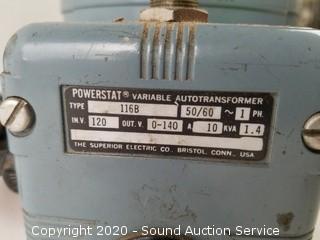 POWERSTAT® VARIABLE AUTOTRANSFORMER
TYPE 116B 50/60 ~ 1 PH.
IN.V. 120 OUT. V. 0-140 A 10 KVA 1.4
THE SUPERIOR ELECTRIC CO. BRISTOL, CONN., USA
Copyright 2020 - Sound Auction Service